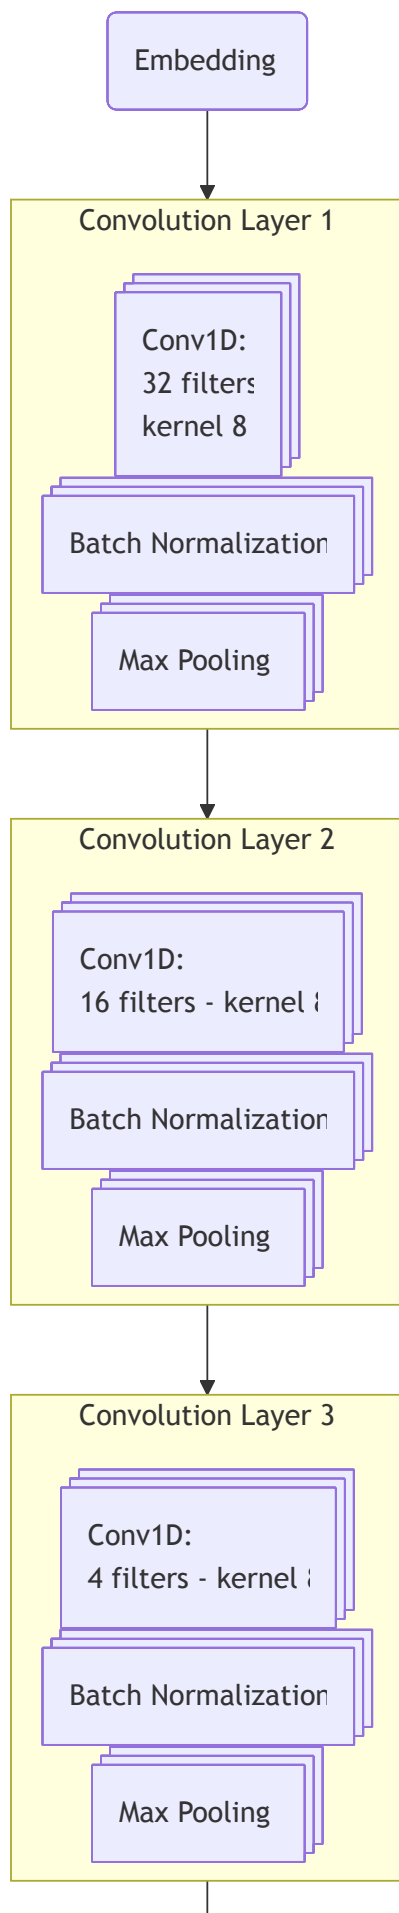 Embedding
Convolution Layer 1
Conv1D:
32 filters
kernel 8
Batch Normalization
Max Pooling
Convolution Layer 2
Conv1D:
16 filters - kernel
Batch Normalization
Max Pooling
Convolution Layer 3
Conv1D:
4 filters - kernel
Batch Normalization
Max Pooling